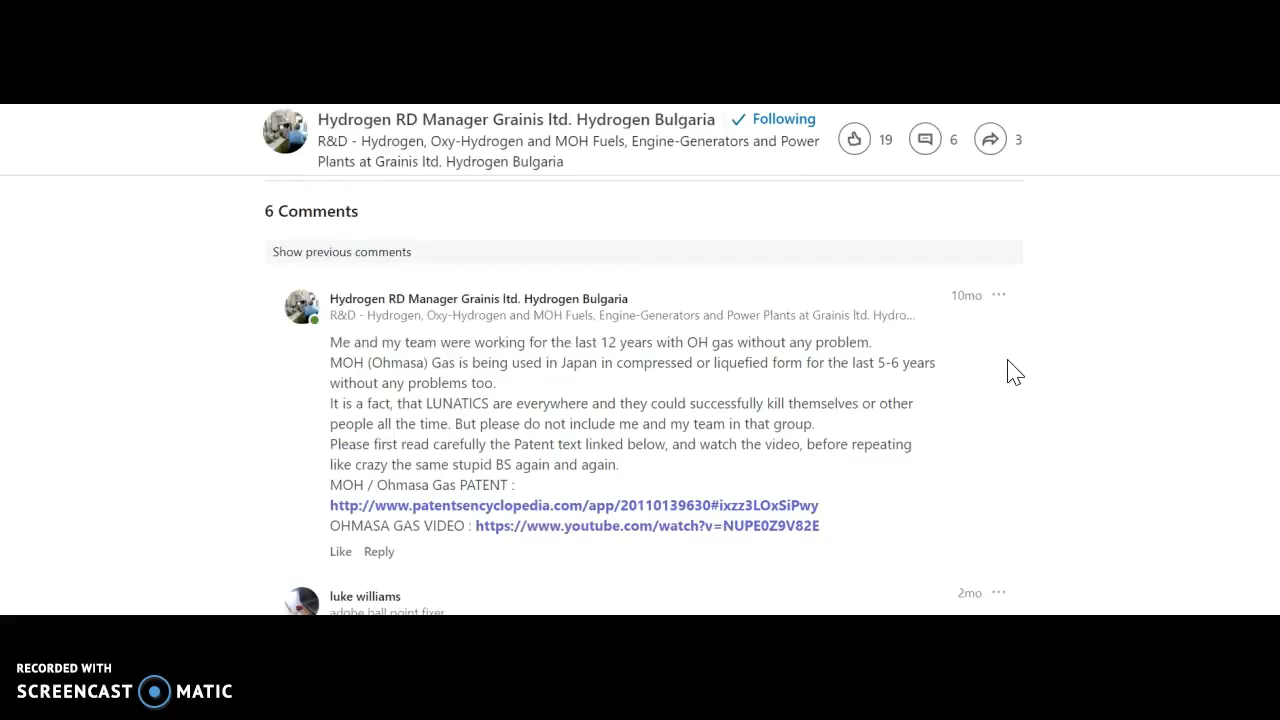 Hydrogen RD Manager Grainis ltd. Hydrogen Bulgaria Following
R&D - Hydrogen, Oxy-Hydrogen and MOH Fuels, Engine-Generators and Power
Plants at Grainis ltd. Hydrogen Bulgaria
19 6 3
6 Comments
Show previous comments
Hydrogen RD Manager Grainis ltd. Hydrogen Bulgaria 10mo ...
R&D - Hydrogen, Oxy-Hydrogen and MOH Fuels, Engine-Generators and Power Plants at Grainis ltd. Hydro...
Me and my team were working for the last 12 years with OH gas without any problem.
MOH (Ohmasa) Gas is being used in Japan in compressed or liquefied form for the last 5-6 years
without any problems too.
It is a fact, that LUNATICS are everywhere and they could successfully kill themselves or other
people all the time. But please do not include me and my team in that group.
Please first read carefully the Patent text linked below, and watch the video, before repeating
like crazy the same stupid BS again and again.
MOH / Ohmasa Gas PATENT :
http://www.patentsencyclopedia.com/app/20110139630#ixzz3LOxSiPwy
OHMASA GAS VIDEO : https://www.youtube.com/watch?v=NUPE0Z9V82E
Like Reply
luke williams 2mo ...
adobe ball point fixer
RECORDED WITH
SCREENCAST MATIC